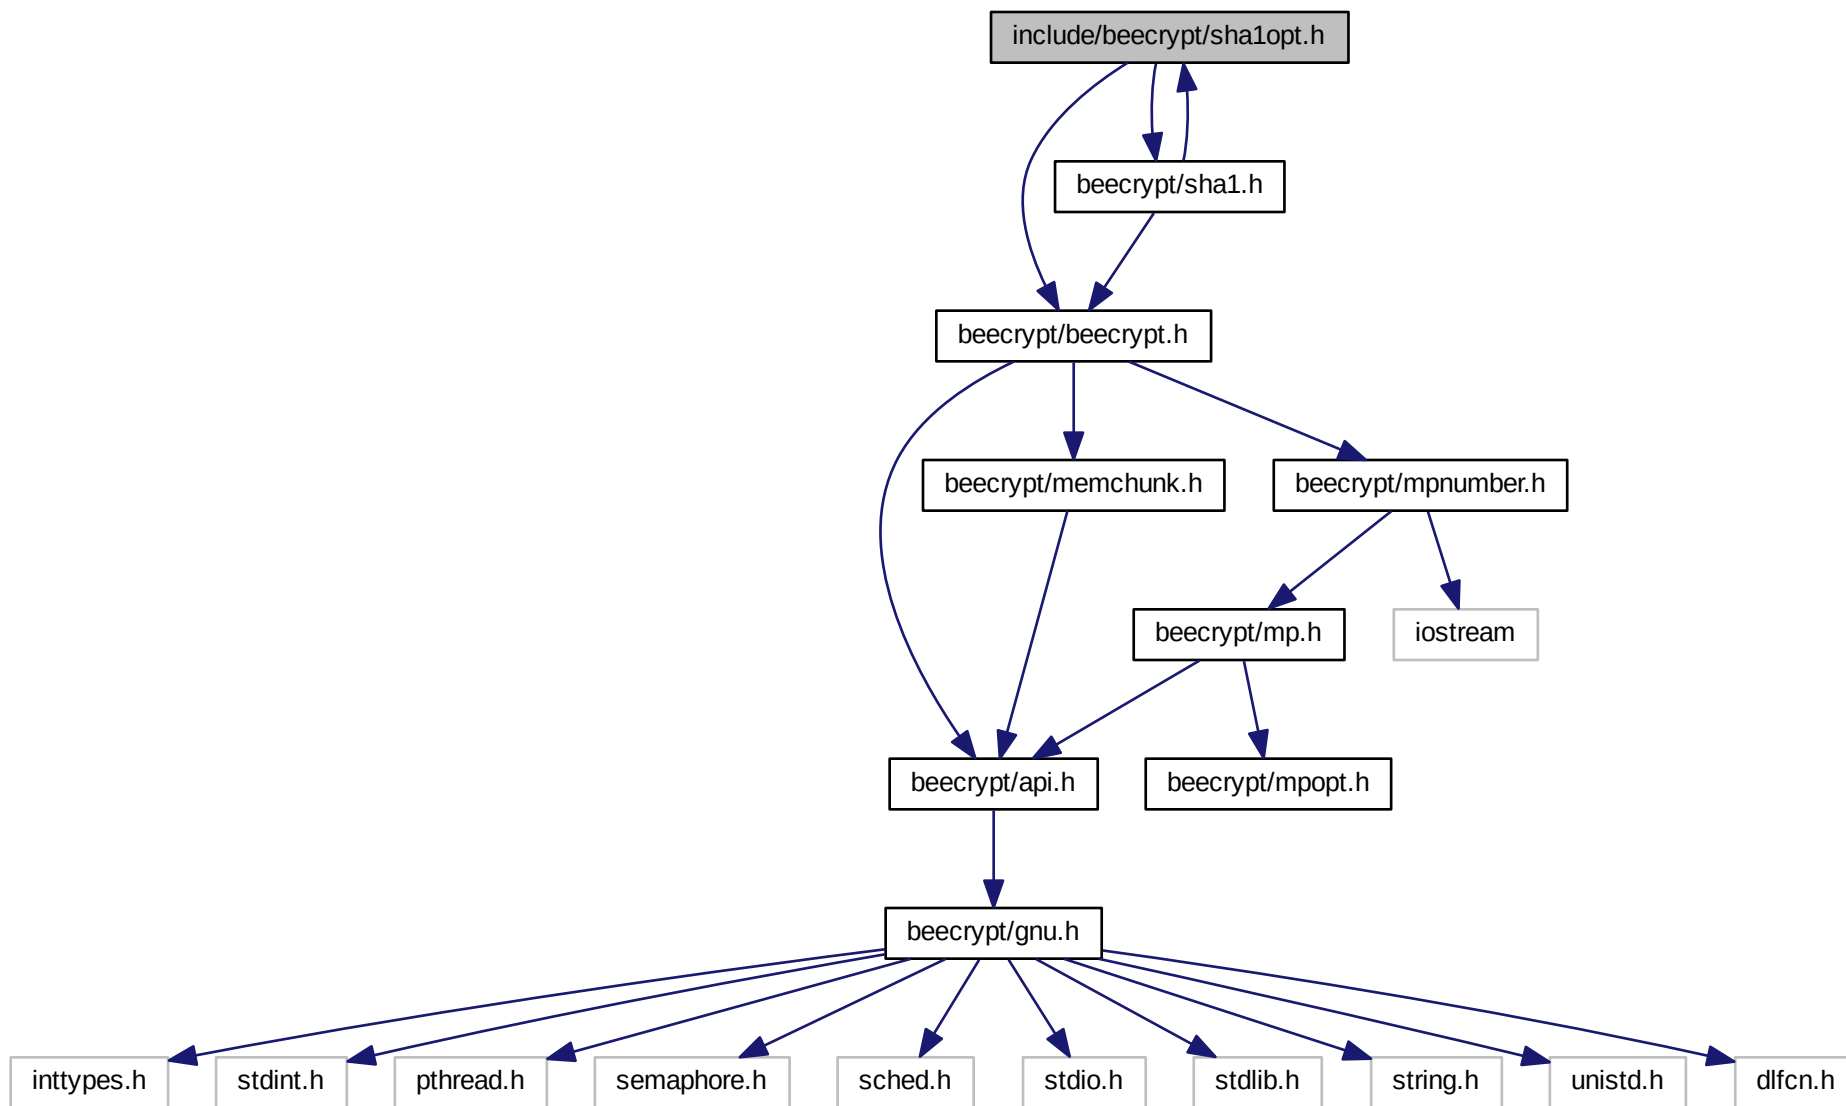 include/beecrypt/sha1opt.h
beecrypt/sha1.h
beecrypt/beecrypt.h
beecrypt/memchunk.h
beecrypt/mpnumber.h
beecrypt/mp.h
iostream
beecrypt/api.h
beecrypt/mpopt.h
beecrypt/gnu.h
inttypes.h
stdint.h
pthread.h
semaphore.h
sched.h
stdio.h
stdlib.h
string.h
unistd.h
dlfcn.h